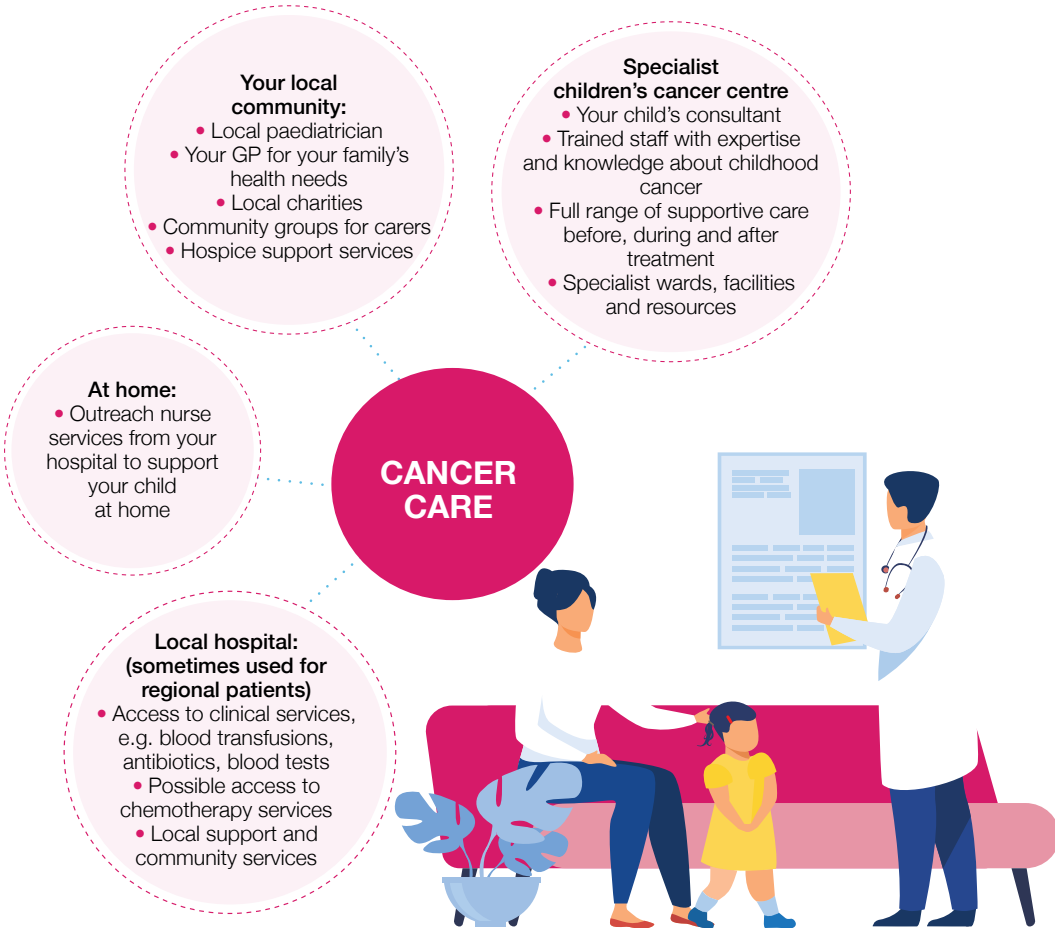 Your local
community:
• Local paediatrician
• Your GP for your family’s
health needs
• Local charities
• Community groups for carers
• Hospice support services
Specialist
children’s cancer centre
• Your child’s consultant
• Trained staff with expertise
and knowledge about childhood
cancer
• Full range of supportive care
before, during and after
treatment
• Specialist wards, facilities
and resources
At home:
• Outreach nurse
services from your
hospital to support
your child
at home
CANCER
CARE
Local hospital:
(sometimes used for
regional patients)
• Access to clinical services,
e.g. blood transfusions,
antibiotics, blood tests
• Possible access to
chemotherapy services
• Local support and
community services